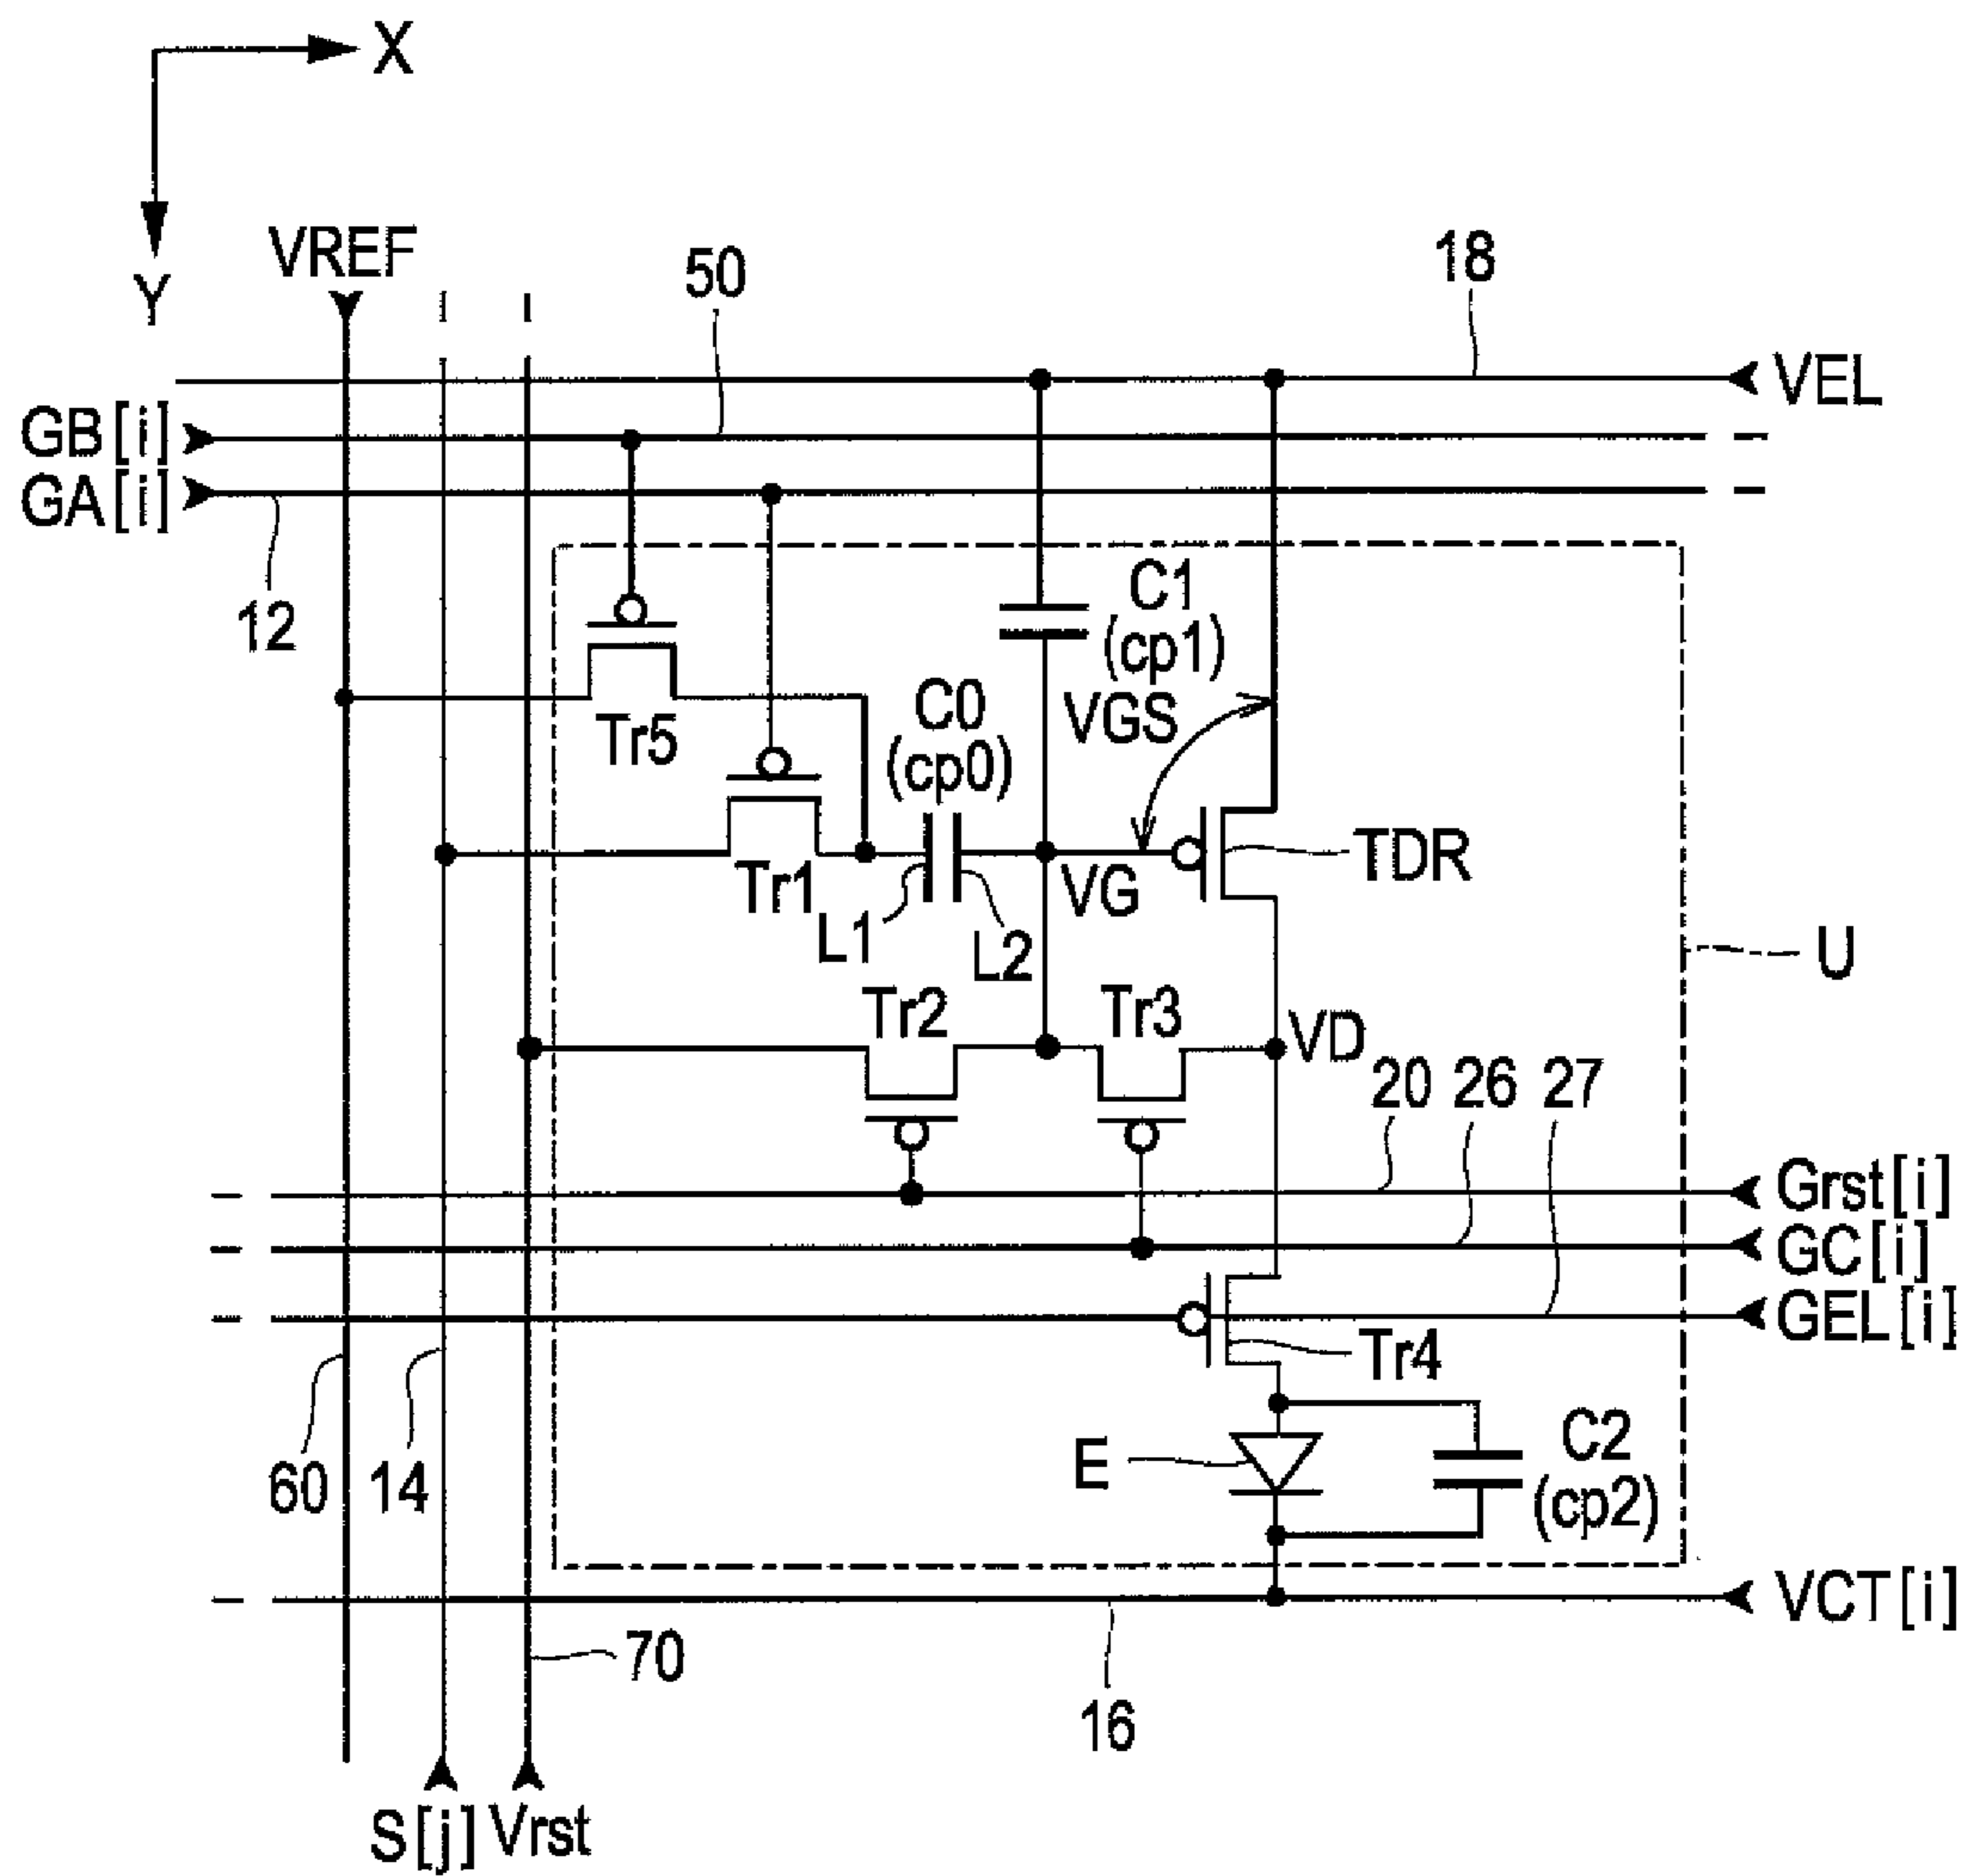 X
Y
VREF
50
18
VEL
GB[i]
GA[i]
12
C1
(cp1)
C0
(cp0)
VGS
Tr5
Tr1
VG
TDR
L1
L2
U
Tr2
Tr3
VD
20
26
27
Grst[i]
GC[i]
GEL[i]
Tr4
60
14
E
C2
(cp2)
VCT[i]
70
16
S[j]
Vrst